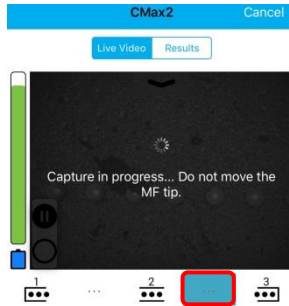 CMax2 Cancel
Live Video Results
Capture in progress... Do not move the
MF tip.
1 ... 2 ... 3